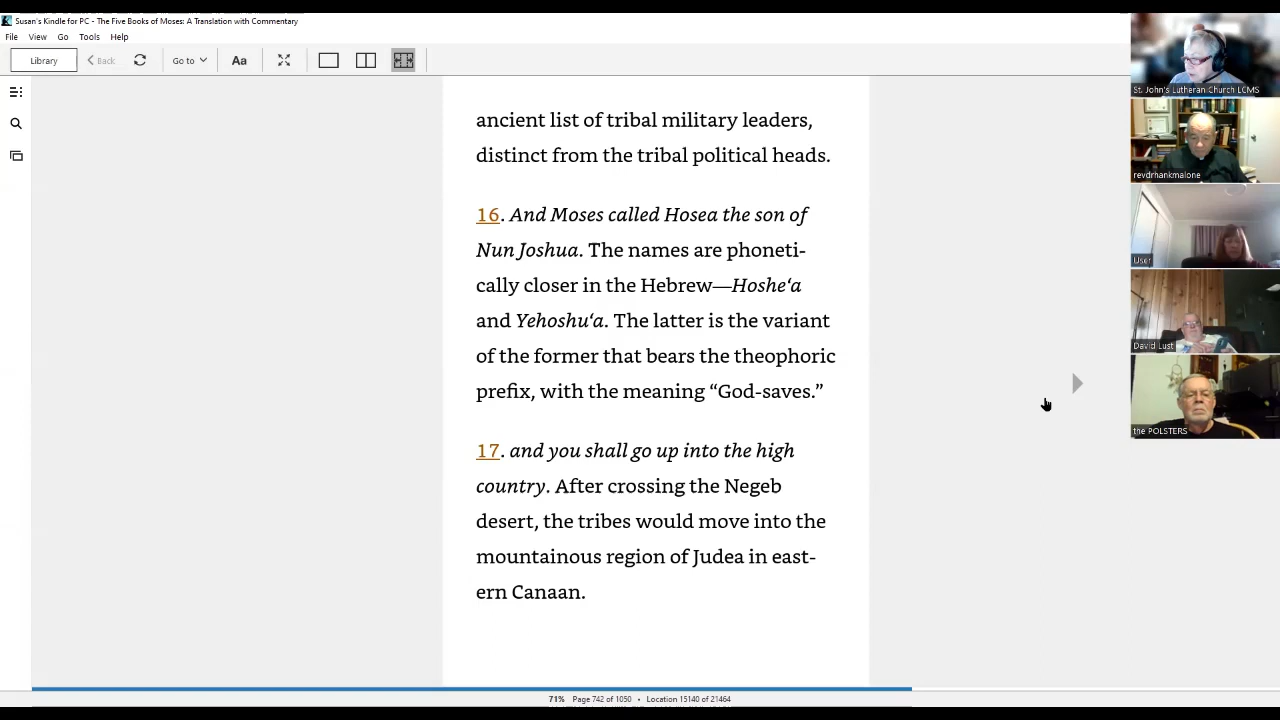 Susan's Kindle for PC - The Five Books of Moses: A Translation with Commentary
File View Go Tools Help
Library Back Go to Aa
ancient list of tribal military leaders,
distinct from the tribal political heads.
16. And Moses called Hosea the son of
Nun Joshua. The names are phoneti-
cally closer in the Hebrew—Hoshe‘a
and Yehoshu‘a. The latter is the variant
of the former that bears the theophoric
prefix, with the meaning “God-saves.”
17. and you shall go up into the high
country. After crossing the Negeb
desert, the tribes would move into the
mountainous region of Judea in east-
ern Canaan.
71% Page 742 of 1050 • Location 15140 of 21464
St. John's Lutheran Church LCMS
revdrhankmalone
User
David Lust
the POLSTERS